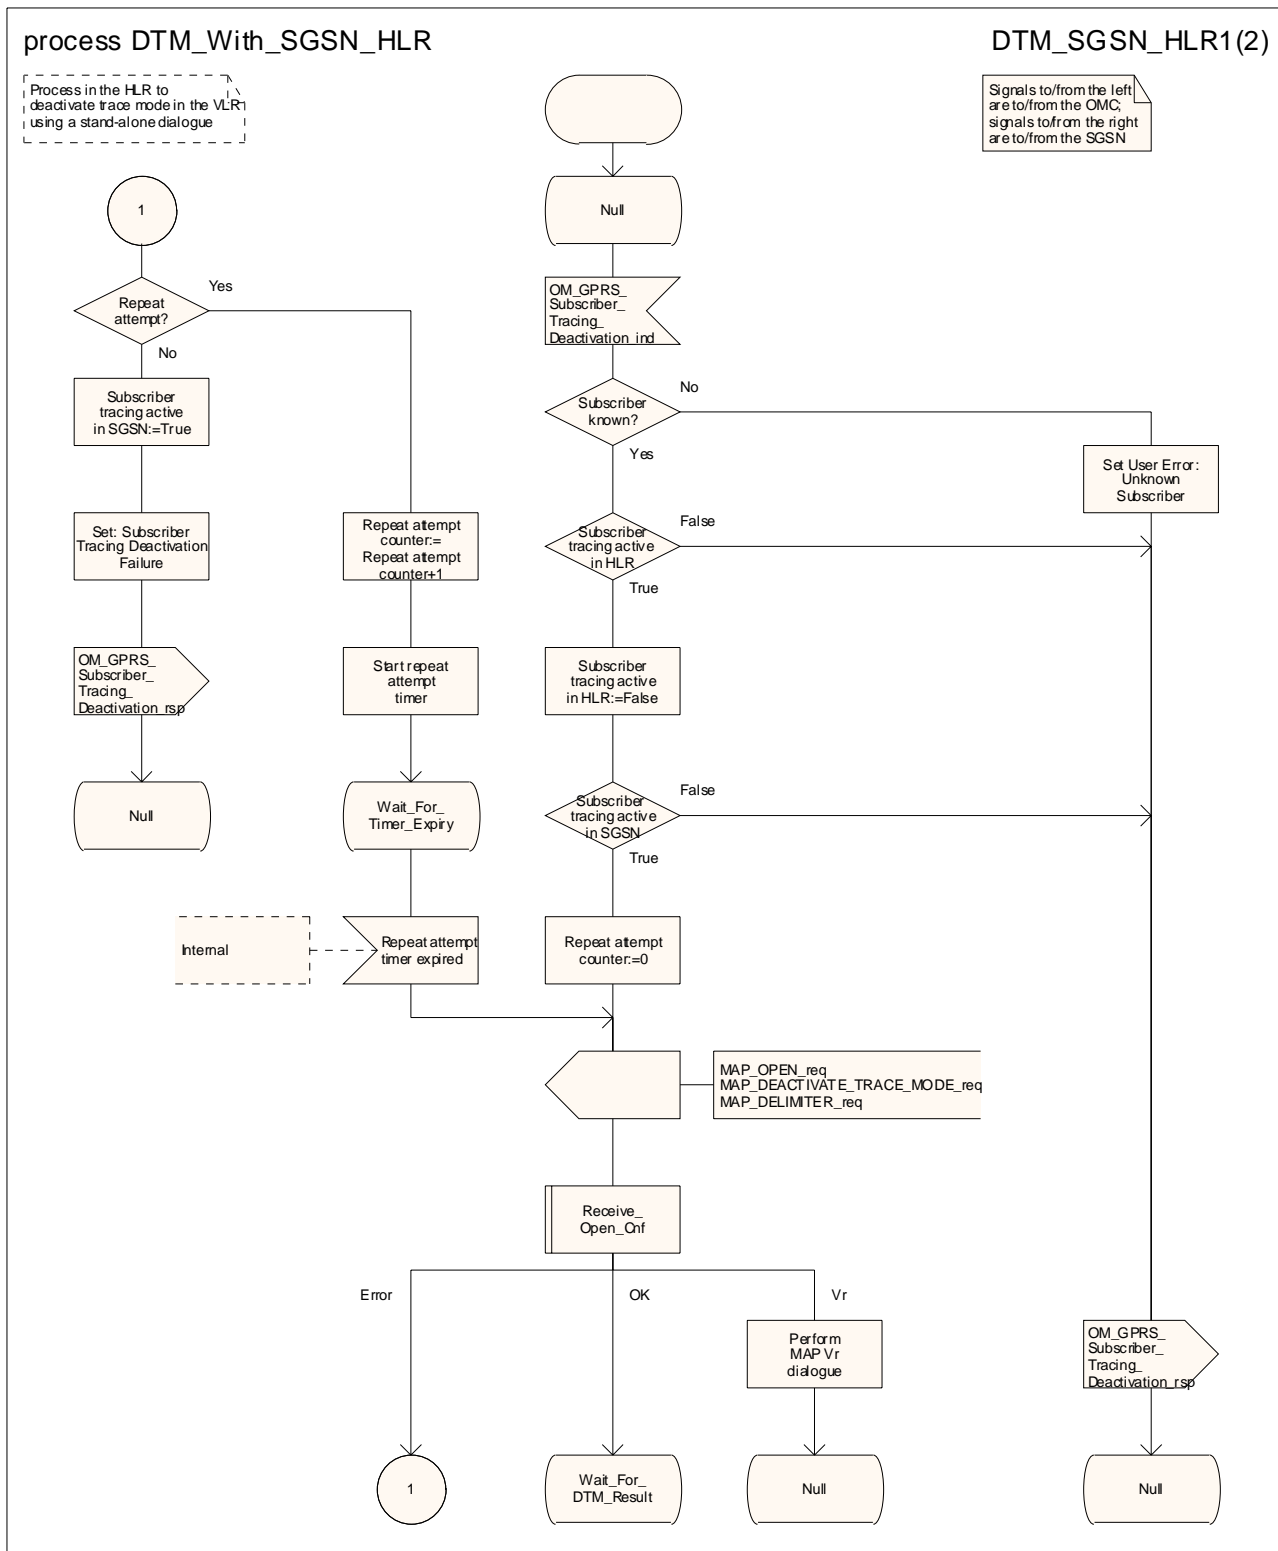 process DTM_With_SGSN_HLR
DTM_SGSN_HLR1(2)
Process in the HLR to
deactivate trace mode in the VLR
using a stand-alone dialogue
Signals to/from the left
are to/from the OMC;
signals to/from the right
are to/from the SGSN
Null
1
OM_GPRS_
Subscriber_
Tracing_
Deactivation_ind
Repeat
attempt?
Yes
No
Subscriber
known?
No
Yes
Subscriber
tracing active
in SGSN:=True
Set User Error:
Unknown
Subscriber
Set: Subscriber
Tracing Deactivation
Failure
Repeat attempt
counter:=
Repeat attempt
counter+1
Subscriber
tracing active
in HLR
False
True
OM_GPRS_
Subscriber_
Tracing_
Deactivation_rsp
Start repeat
attempt
timer
Subscriber
tracing active
in HLR:=False
Null
Wait_For_
Timer_Expiry
Subscriber
tracing active
in SGSN
False
True
Internal
Repeat attempt
timer expired
Repeat attempt
counter:=0
MAP_OPEN_req
MAP_DEACTIVATE_TRACE_MODE_req
MAP_DELIMITER_req
Receive_
Open_Cnf
Error
OK
Vr
Perform
MAP Vr
dialogue
OM_GPRS_
Subscriber_
Tracing_
Deactivation_rsp
1
Wait_For_
DTM_Result
Null
Null